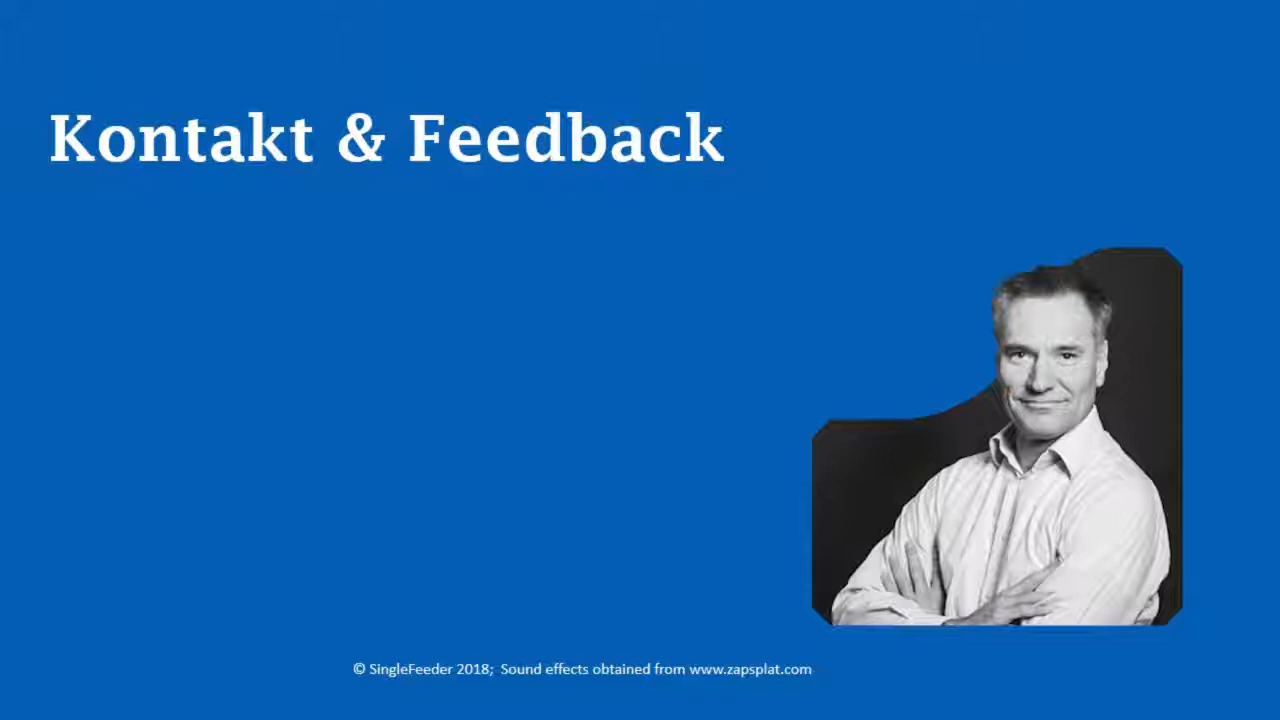 Kontakt & Feedback
© SingleFeeder 2018; Sound effects obtained from www.zapsplat.com